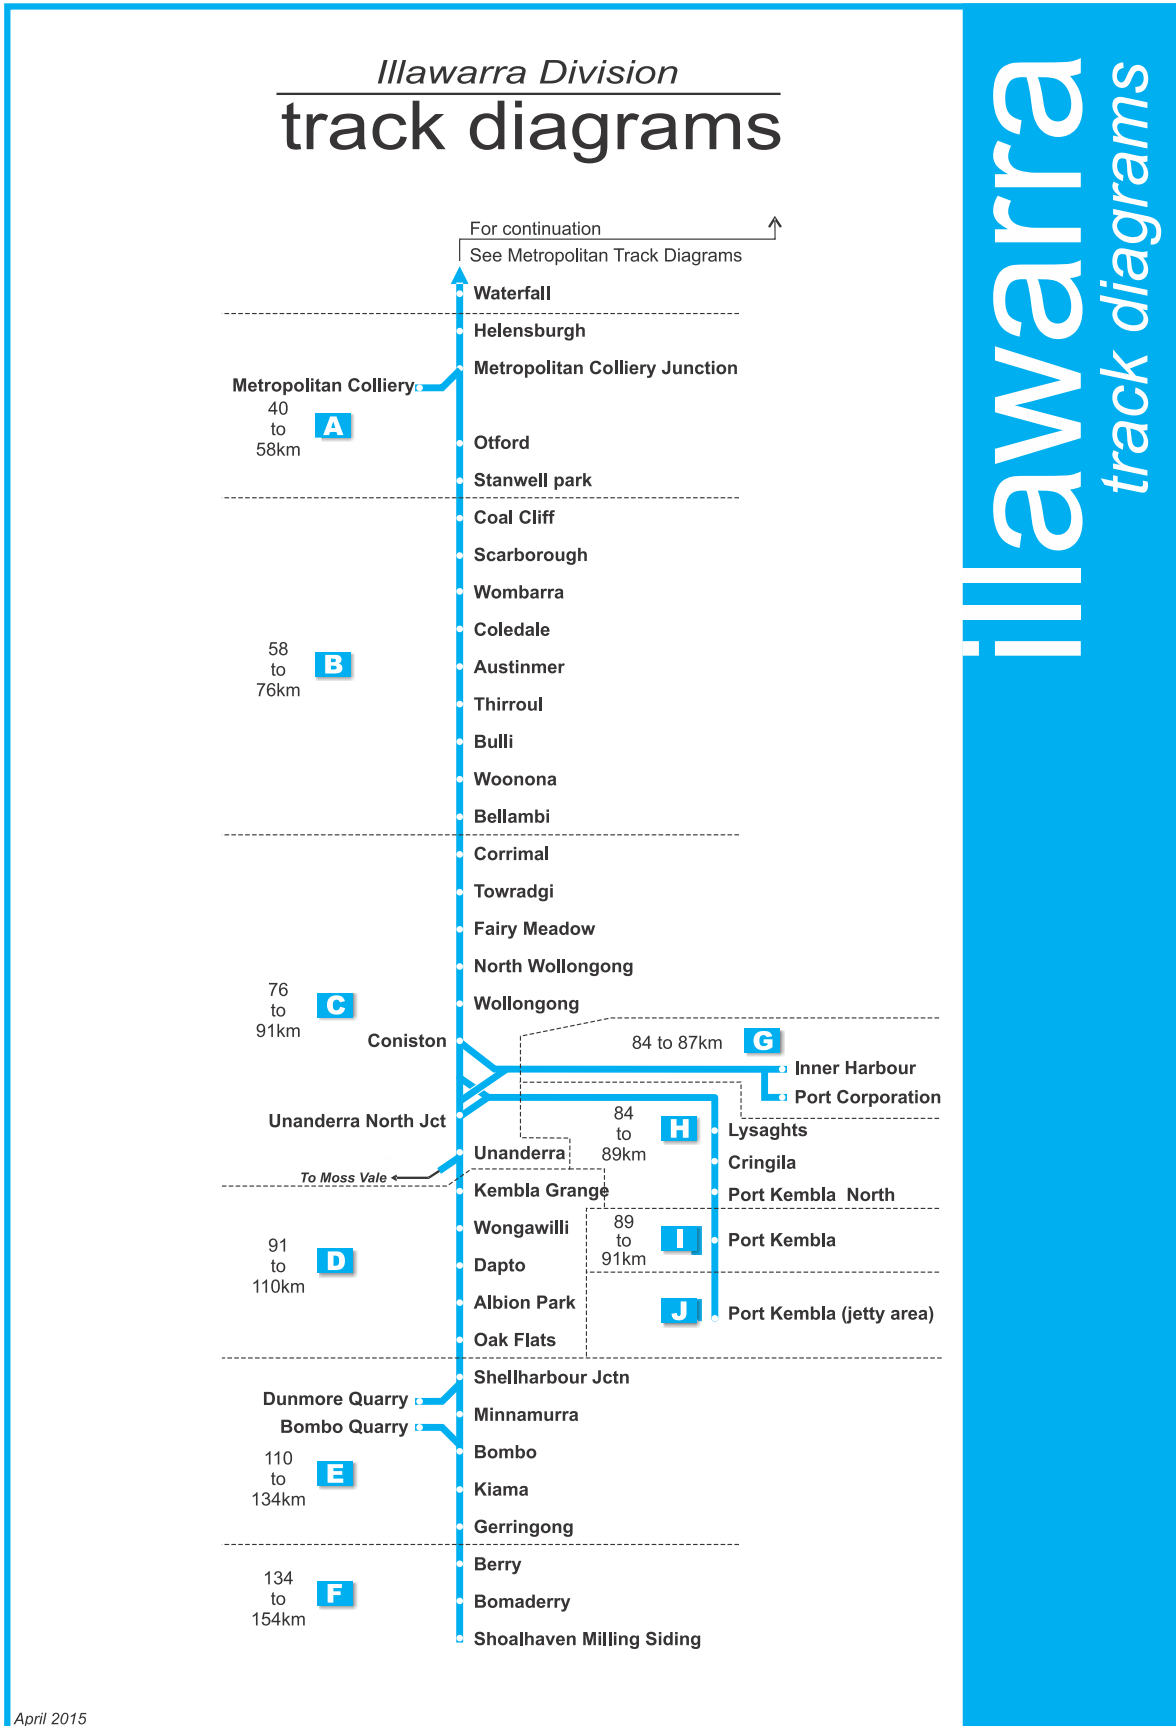 Illawarra Division
track diagrams
illawarra
track diagrams
For continuation
See Metropolitan Track Diagrams
Waterfall
Helensburgh
Metropolitan Colliery Junction
Metropolitan Colliery
40
to
58km
A
Otford
Stanwell park
Coal Cliff
Scarborough
Wombarra
Coledale
58
to
76km
B
Austinmer
Thirroul
Bulli
Woonona
Bellambi
Corrimal
Towradgi
Fairy Meadow
North Wollongong
76
to
91km
C
Wollongong
Coniston
84 to 87km
G
Inner Harbour
Port Corporation
Unanderra North Jct
84
to
89km
H
Lysaghts
Unanderra
Cringila
To Moss Vale
Kembla Grange
Port Kembla North
Wongawilli
89
to
91km
I
Port Kembla
91
to
110km
D
Dapto
Albion Park
J
Port Kembla (jetty area)
Oak Flats
Shellharbour Jctn
Dunmore Quarry
Minnamurra
Bombo Quarry
Bombo
110
to
134km
E
Kiama
Gerringong
Berry
134
to
154km
F
Bomaderry
Shoalhaven Milling Siding
April 2015